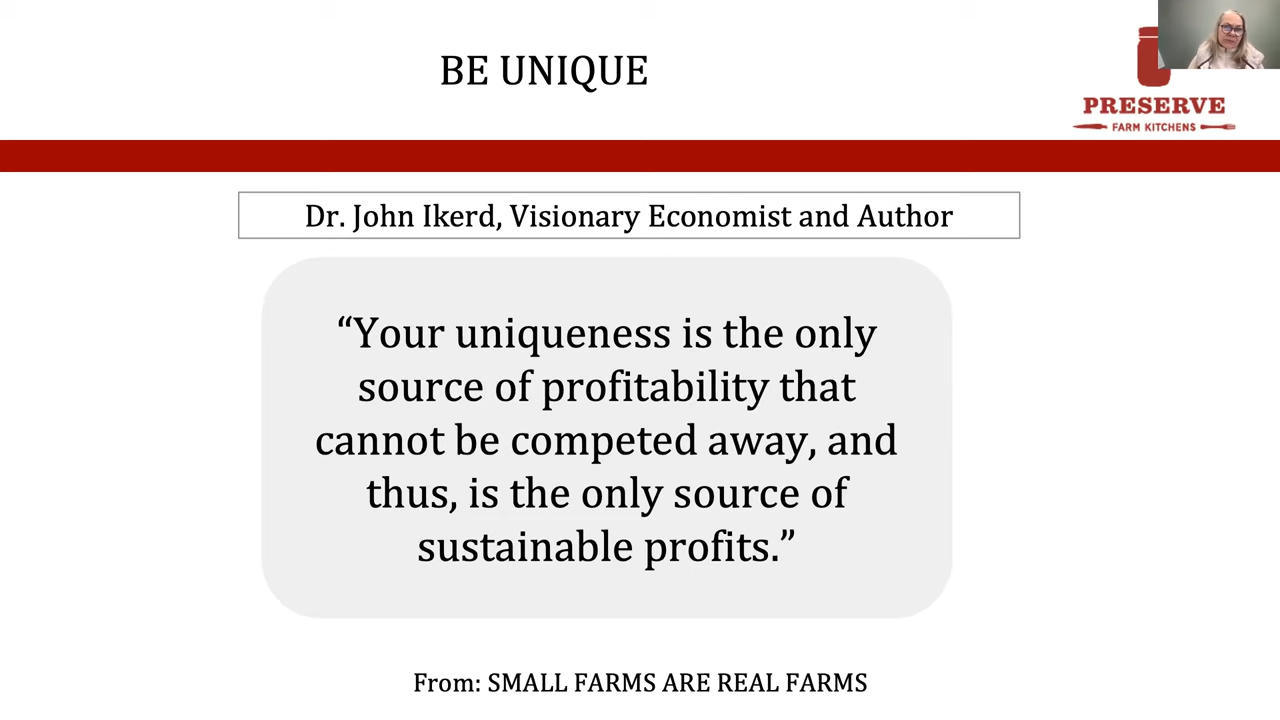 BE UNIQUE
PRESERVE
FARM KITCHENS
Dr. John Ikerd, Visionary Economist and Author
“Your uniqueness is the only
source of profitability that
cannot be competed away, and
thus, is the only source of
sustainable profits.”
From: SMALL FARMS ARE REAL FARMS